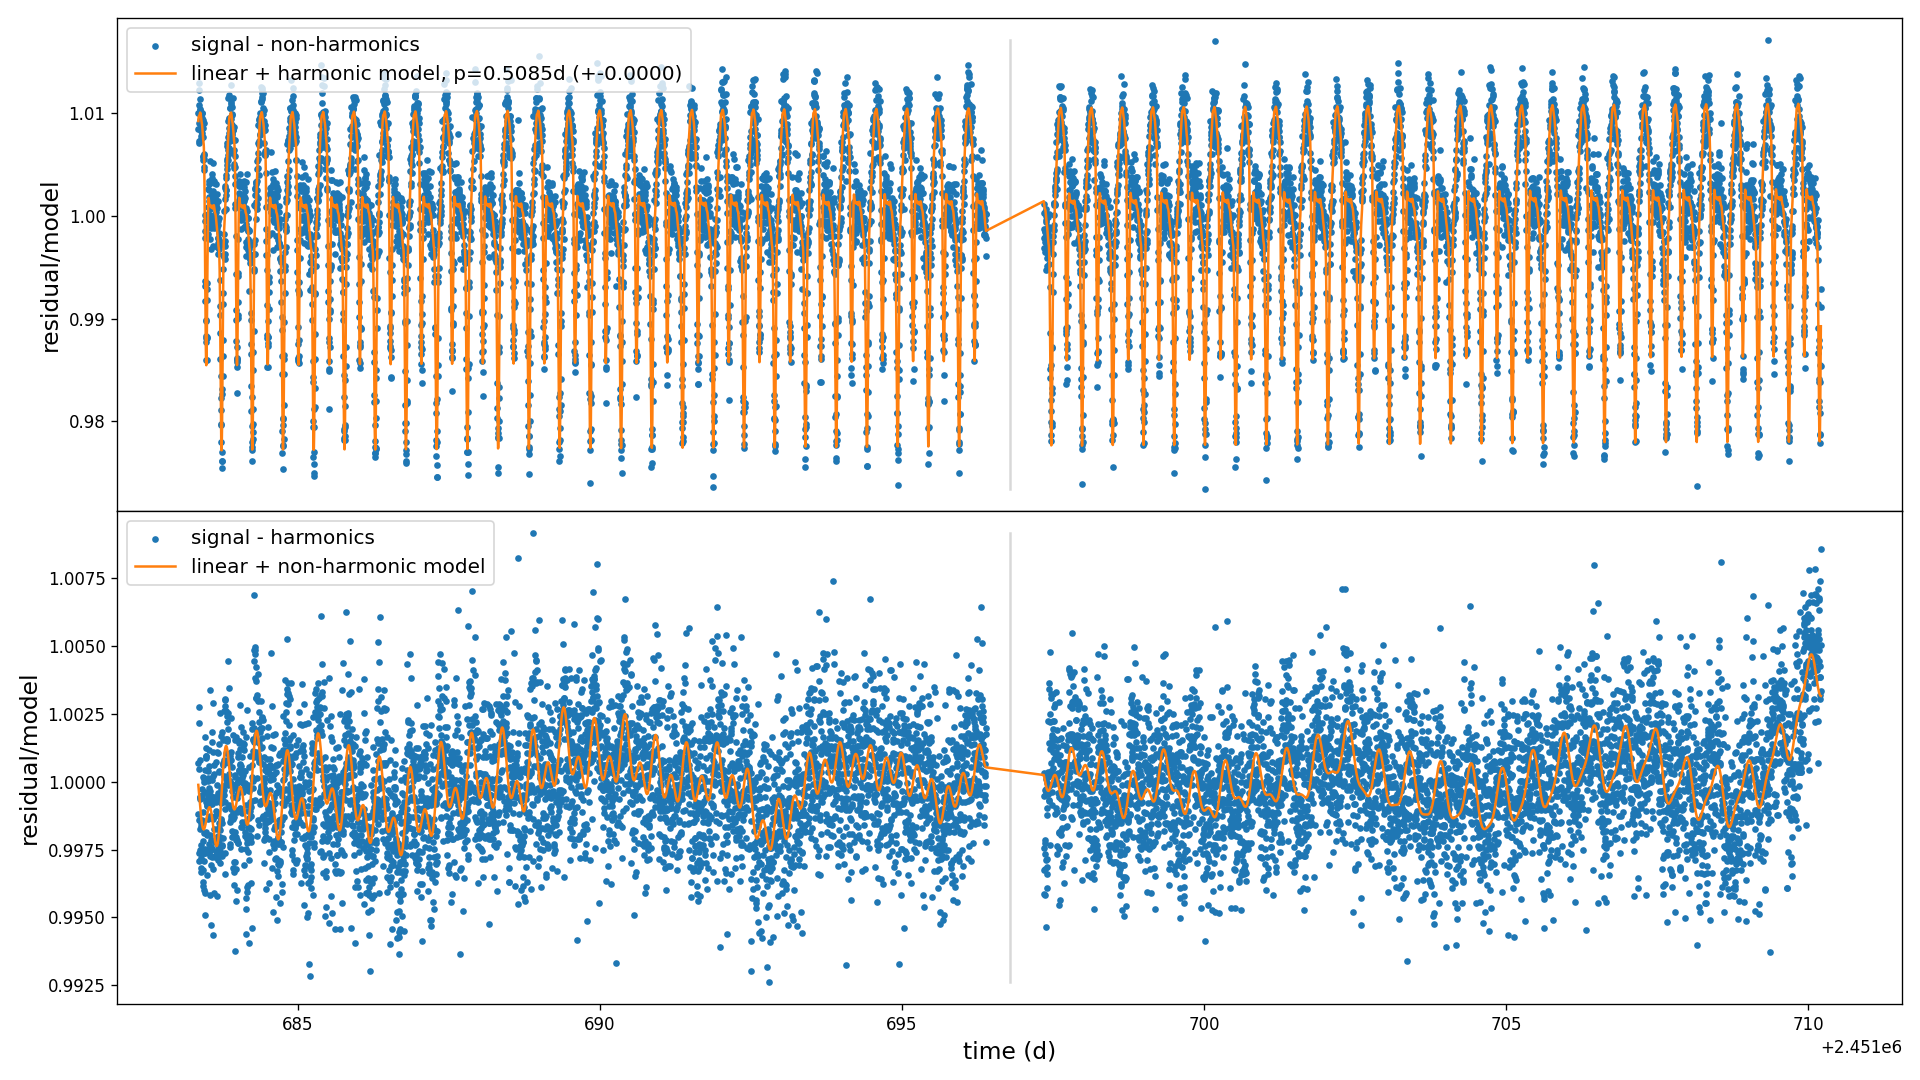 signal - non-harmonics
linear + harmonic model, p=0.5085d (+-0.0000)
1.01
1.00
0.99
0.98
residual/model
signal - harmonics
linear + non-harmonic model
1.0075
1.0050
1.0025
1.0000
0.9975
0.9950
0.9925
residual/model
685
690
695
700
705
710
time (d)
+2.451e6